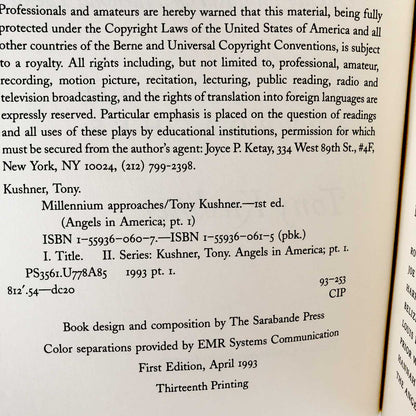 Professionals and amateurs are hereby warned that this material, being fully
protected under the Copyright Laws of the United States of America and all
other countries of the Berne and Universal Copyright Conventions, is subject
to a royalty. All rights including, but not limited to, professional, amateur,
recording, motion picture, recitation, lecturing, public reading, radio and
television broadcasting, and the rights of translation into foreign languages are
expressly reserved. Particular emphasis is placed on the question of readings
and all uses of these plays by educational institutions, permission for which
must be secured from the author's agent: Joyce P. Ketay, 334 West 89th St., #4F,
New York, NY 10024, (212) 799-2398.
Kushner, Tony.
Millennium approaches/Tony Kushner.—1st ed.
(Angels in America; pt. 1)
ISBN 1-55936-060-7.—ISBN 1-55936-061-5 (pbk.)
I. Title. II. Series: Kushner, Tony. Angels in America; pt. 1.
PS3561.U778A85 1993 pt. 1.
812'.54—dc20 93-253
CIP
Book design and composition by The Sarabande Press
Color separations provided by EMR Systems Communication
First Edition, April 1993
Thirteenth Printing